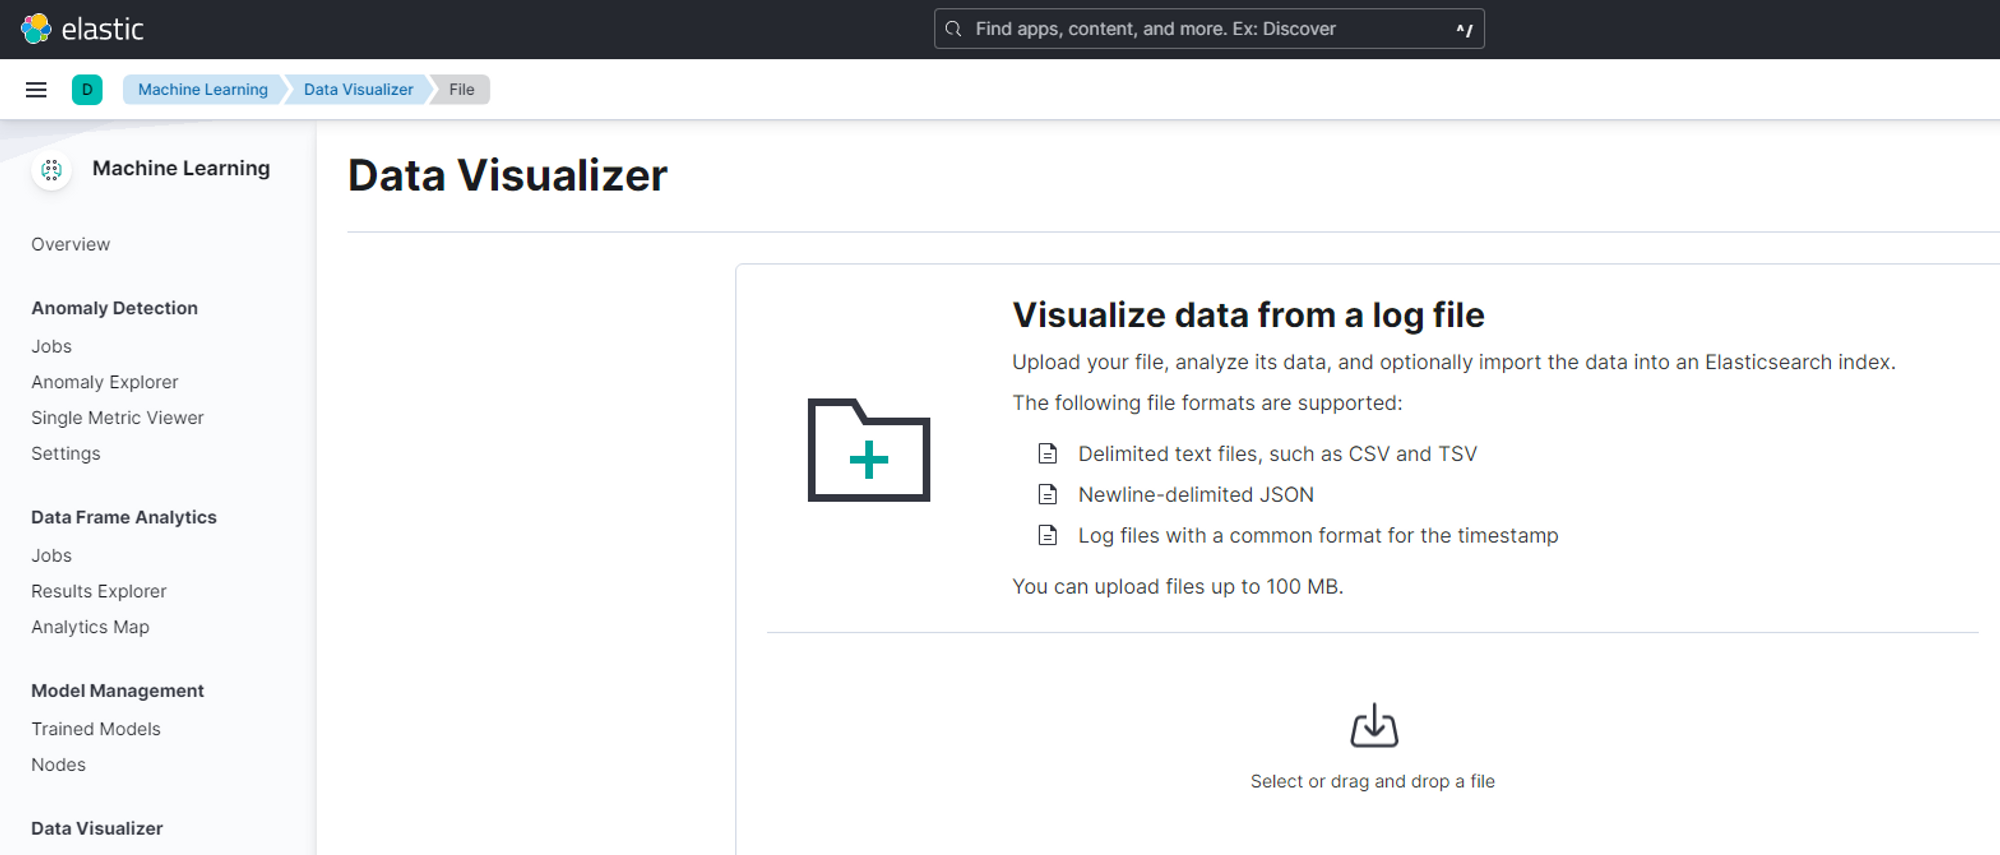 elastic
Find apps, content, and more. Ex: Discover
^/
D
Machine Learning
Data Visualizer
File
Machine Learning
Overview
Anomaly Detection
Jobs
Anomaly Explorer
Single Metric Viewer
Settings
Data Frame Analytics
Jobs
Results Explorer
Analytics Map
Model Management
Trained Models
Nodes
Data Visualizer
Data Visualizer
Visualize data from a log file
Upload your file, analyze its data, and optionally import the data into an Elasticsearch index.
The following file formats are supported:
Delimited text files, such as CSV and TSV
Newline-delimited JSON
Log files with a common format for the timestamp
You can upload files up to 100 MB.
Select or drag and drop a file